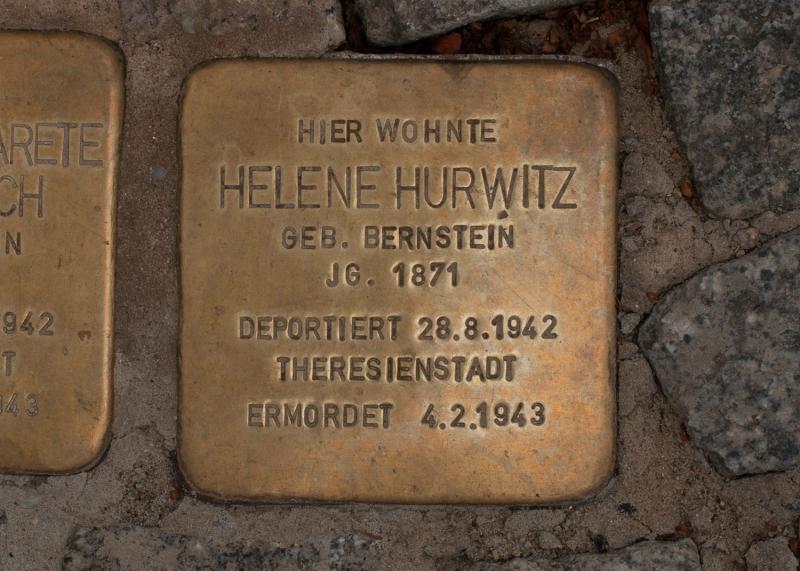 HIER WOHNTE
HELENE HURWITZ
GEB. BERNSTEIN
JG. 1871
DEPORTIERT 28.8.1942
THERESIENSTADT
ERMORDET 4.2.1943